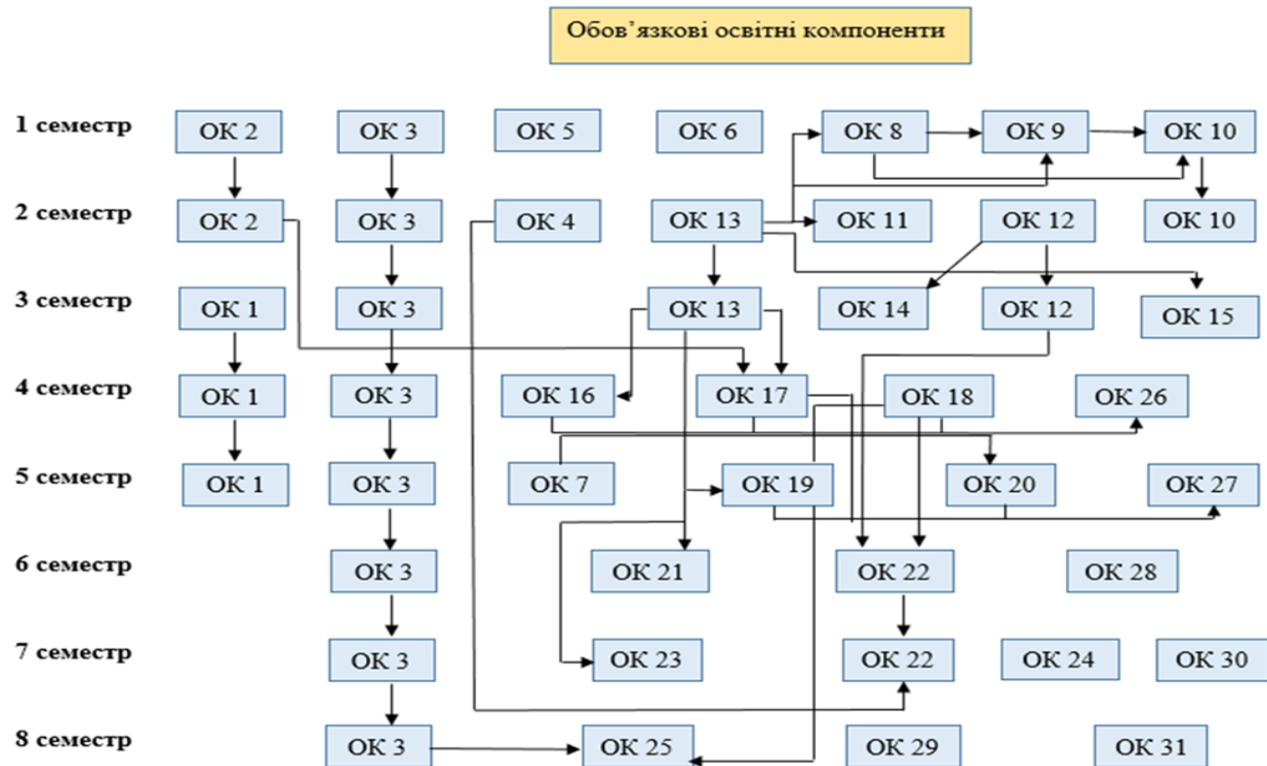 Обов’язкові освітні компоненти
1 семестр ОК 2 ОК 3 ОК 5 ОК 6 ОК 8 ОК 9 ОК 10
2 семестр ОК 2 ОК 3 ОК 4 ОК 13 ОК 11 ОК 12 ОК 10
3 семестр ОК 1 ОК 3 ОК 13 ОК 14 ОК 12 ОК 15
4 семестр ОК 1 ОК 3 ОК 16 ОК 17 ОК 18 ОК 26
5 семестр ОК 1 ОК 3 ОК 7 ОК 19 ОК 20 ОК 27
6 семестр ОК 3 ОК 21 ОК 22 ОК 28
7 семестр ОК 3 ОК 23 ОК 22 ОК 24 ОК 30
8 семестр ОК 3 ОК 25 ОК 29 ОК 31